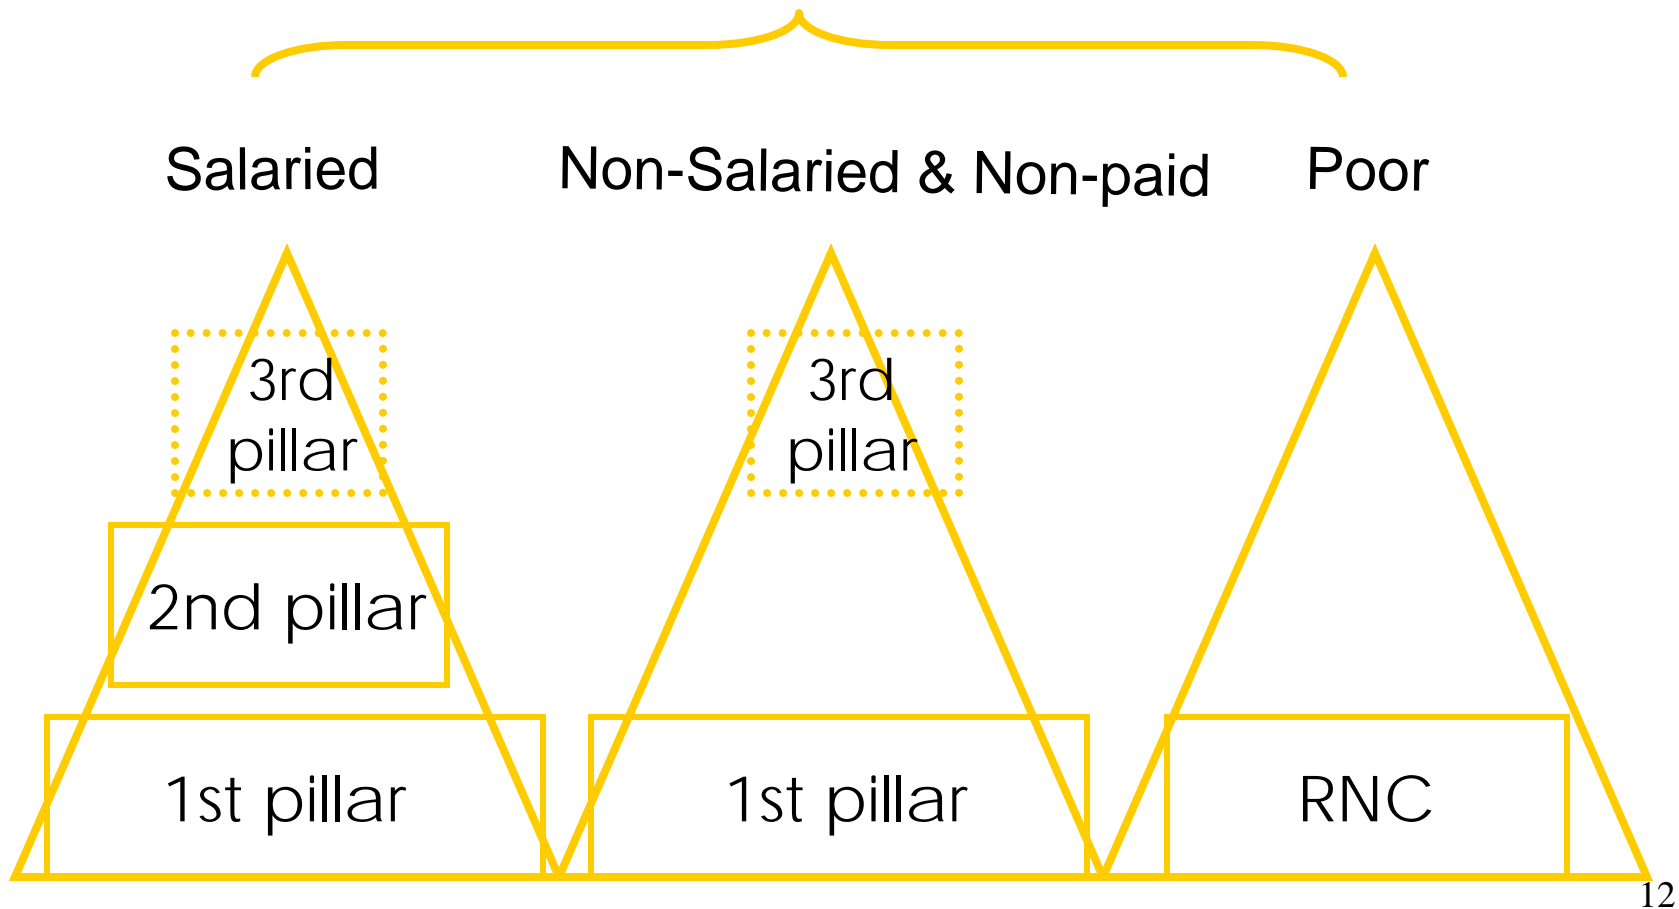 Salaried
Non-Salaried & Non-paid
Poor
3rd
pillar
3rd
pillar
2nd pillar
1st pillar
1st pillar
RNC
12